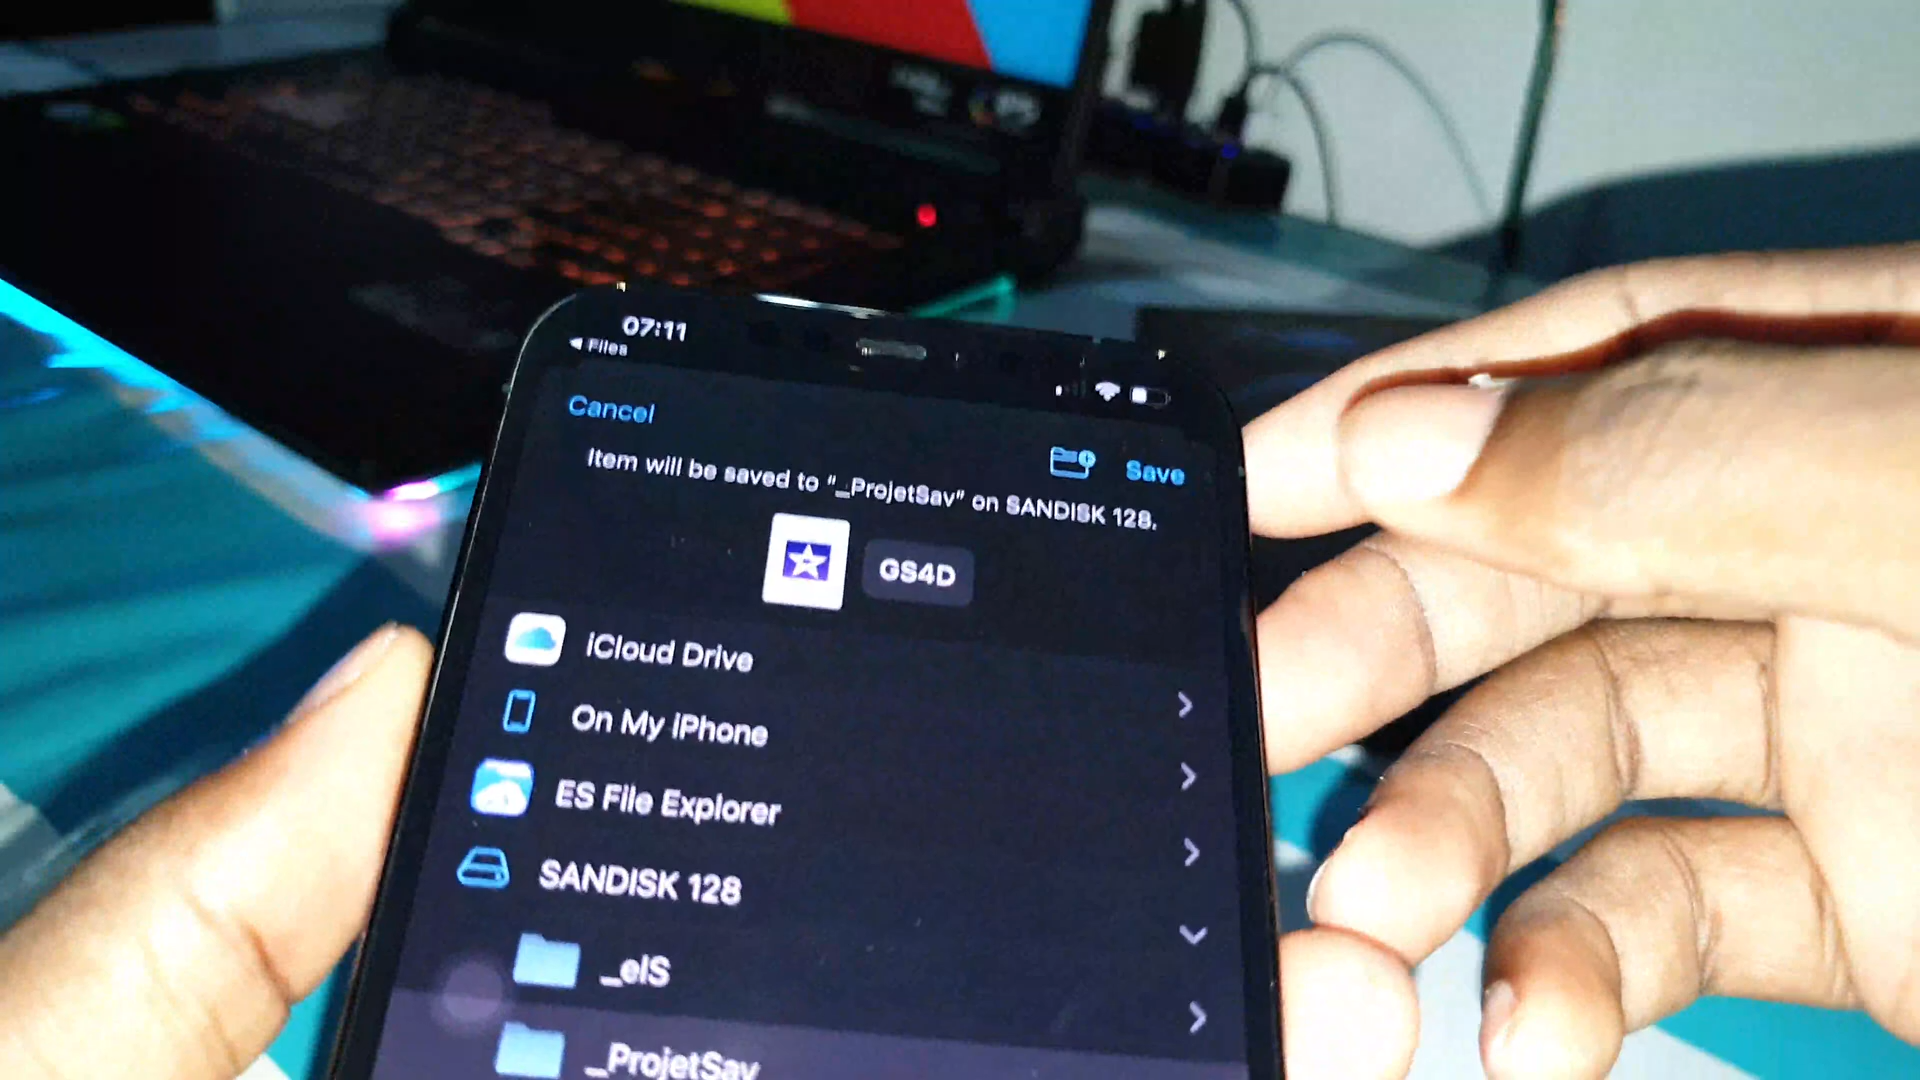 07:11
Files
Cancel
Save
Item will be saved to "_ProjetSav" on SANDISK 128.
GS4D
iCloud Drive
On My iPhone
ES File Explorer
SANDISK 128
_elS
_ProjetSav